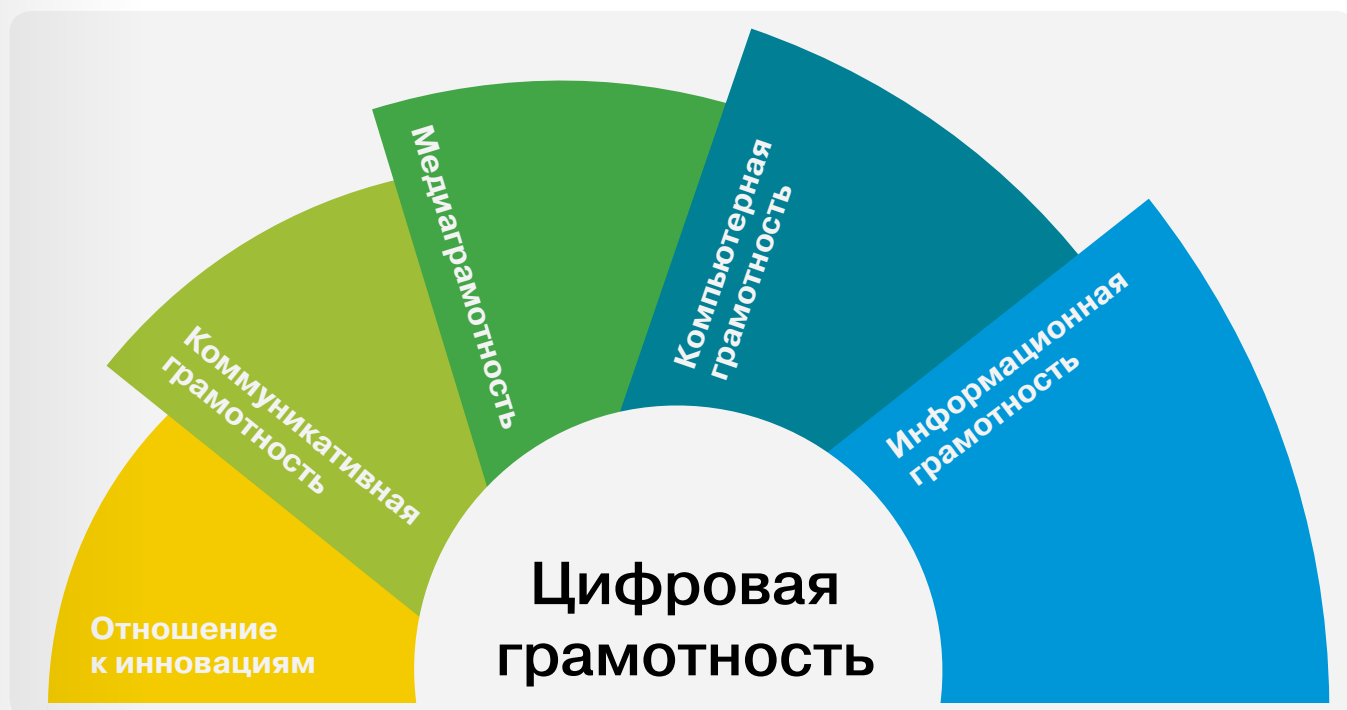 Отношение
к инновациям
Коммуникативная
грамотность
Медиаграмотность
Компьютерная
грамотность
Информационная
грамотность
Цифровая
грамотность